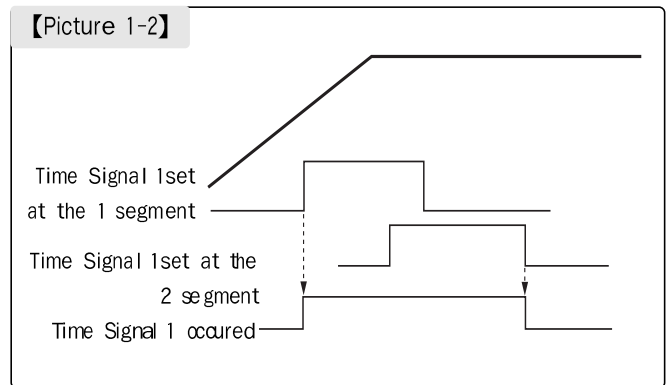 【Picture 1-2】
Time Signal 1set
at the 1 segment
Time Signal 1set at the
2 segment
Time Signal 1 occured